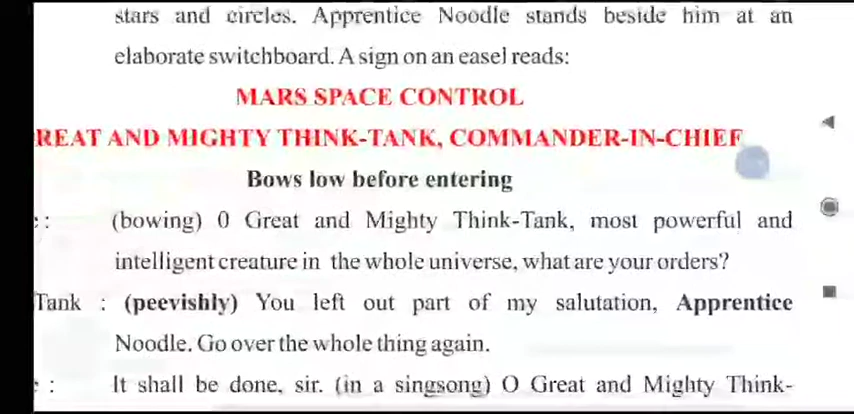 stars and circles. Apprentice Noodle stands beside him at an
elaborate switchboard. A sign on an easel reads:
MARS SPACE CONTROL
REAT AND MIGHTY THINK-TANK, COMMANDER-IN-CHIEF
Bows low before entering
: (bowing) 0 Great and Mighty Think-Tank, most powerful and
intelligent creature in the whole universe, what are your orders?
Tank : (peevishly) You left out part of my salutation, Apprentice
Noodle. Go over the whole thing again.
: It shall be done, sir. (in a singsong) O Great and Mighty Think-